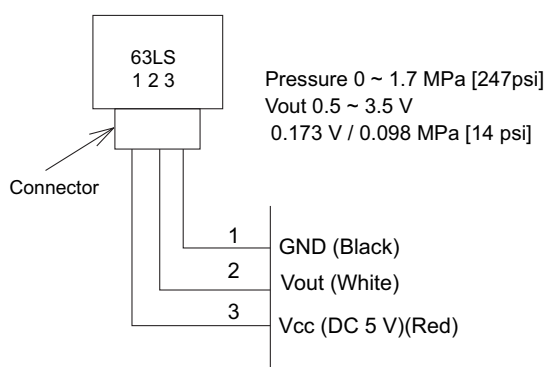 63LS
1 2 3
Pressure 0 ~ 1.7 MPa [247psi]
Vout 0.5 ~ 3.5 V
0.173 V / 0.098 MPa [14 psi]
Connector
1
GND (Black)
2
Vout (White)
3
Vcc (DC 5 V)(Red)